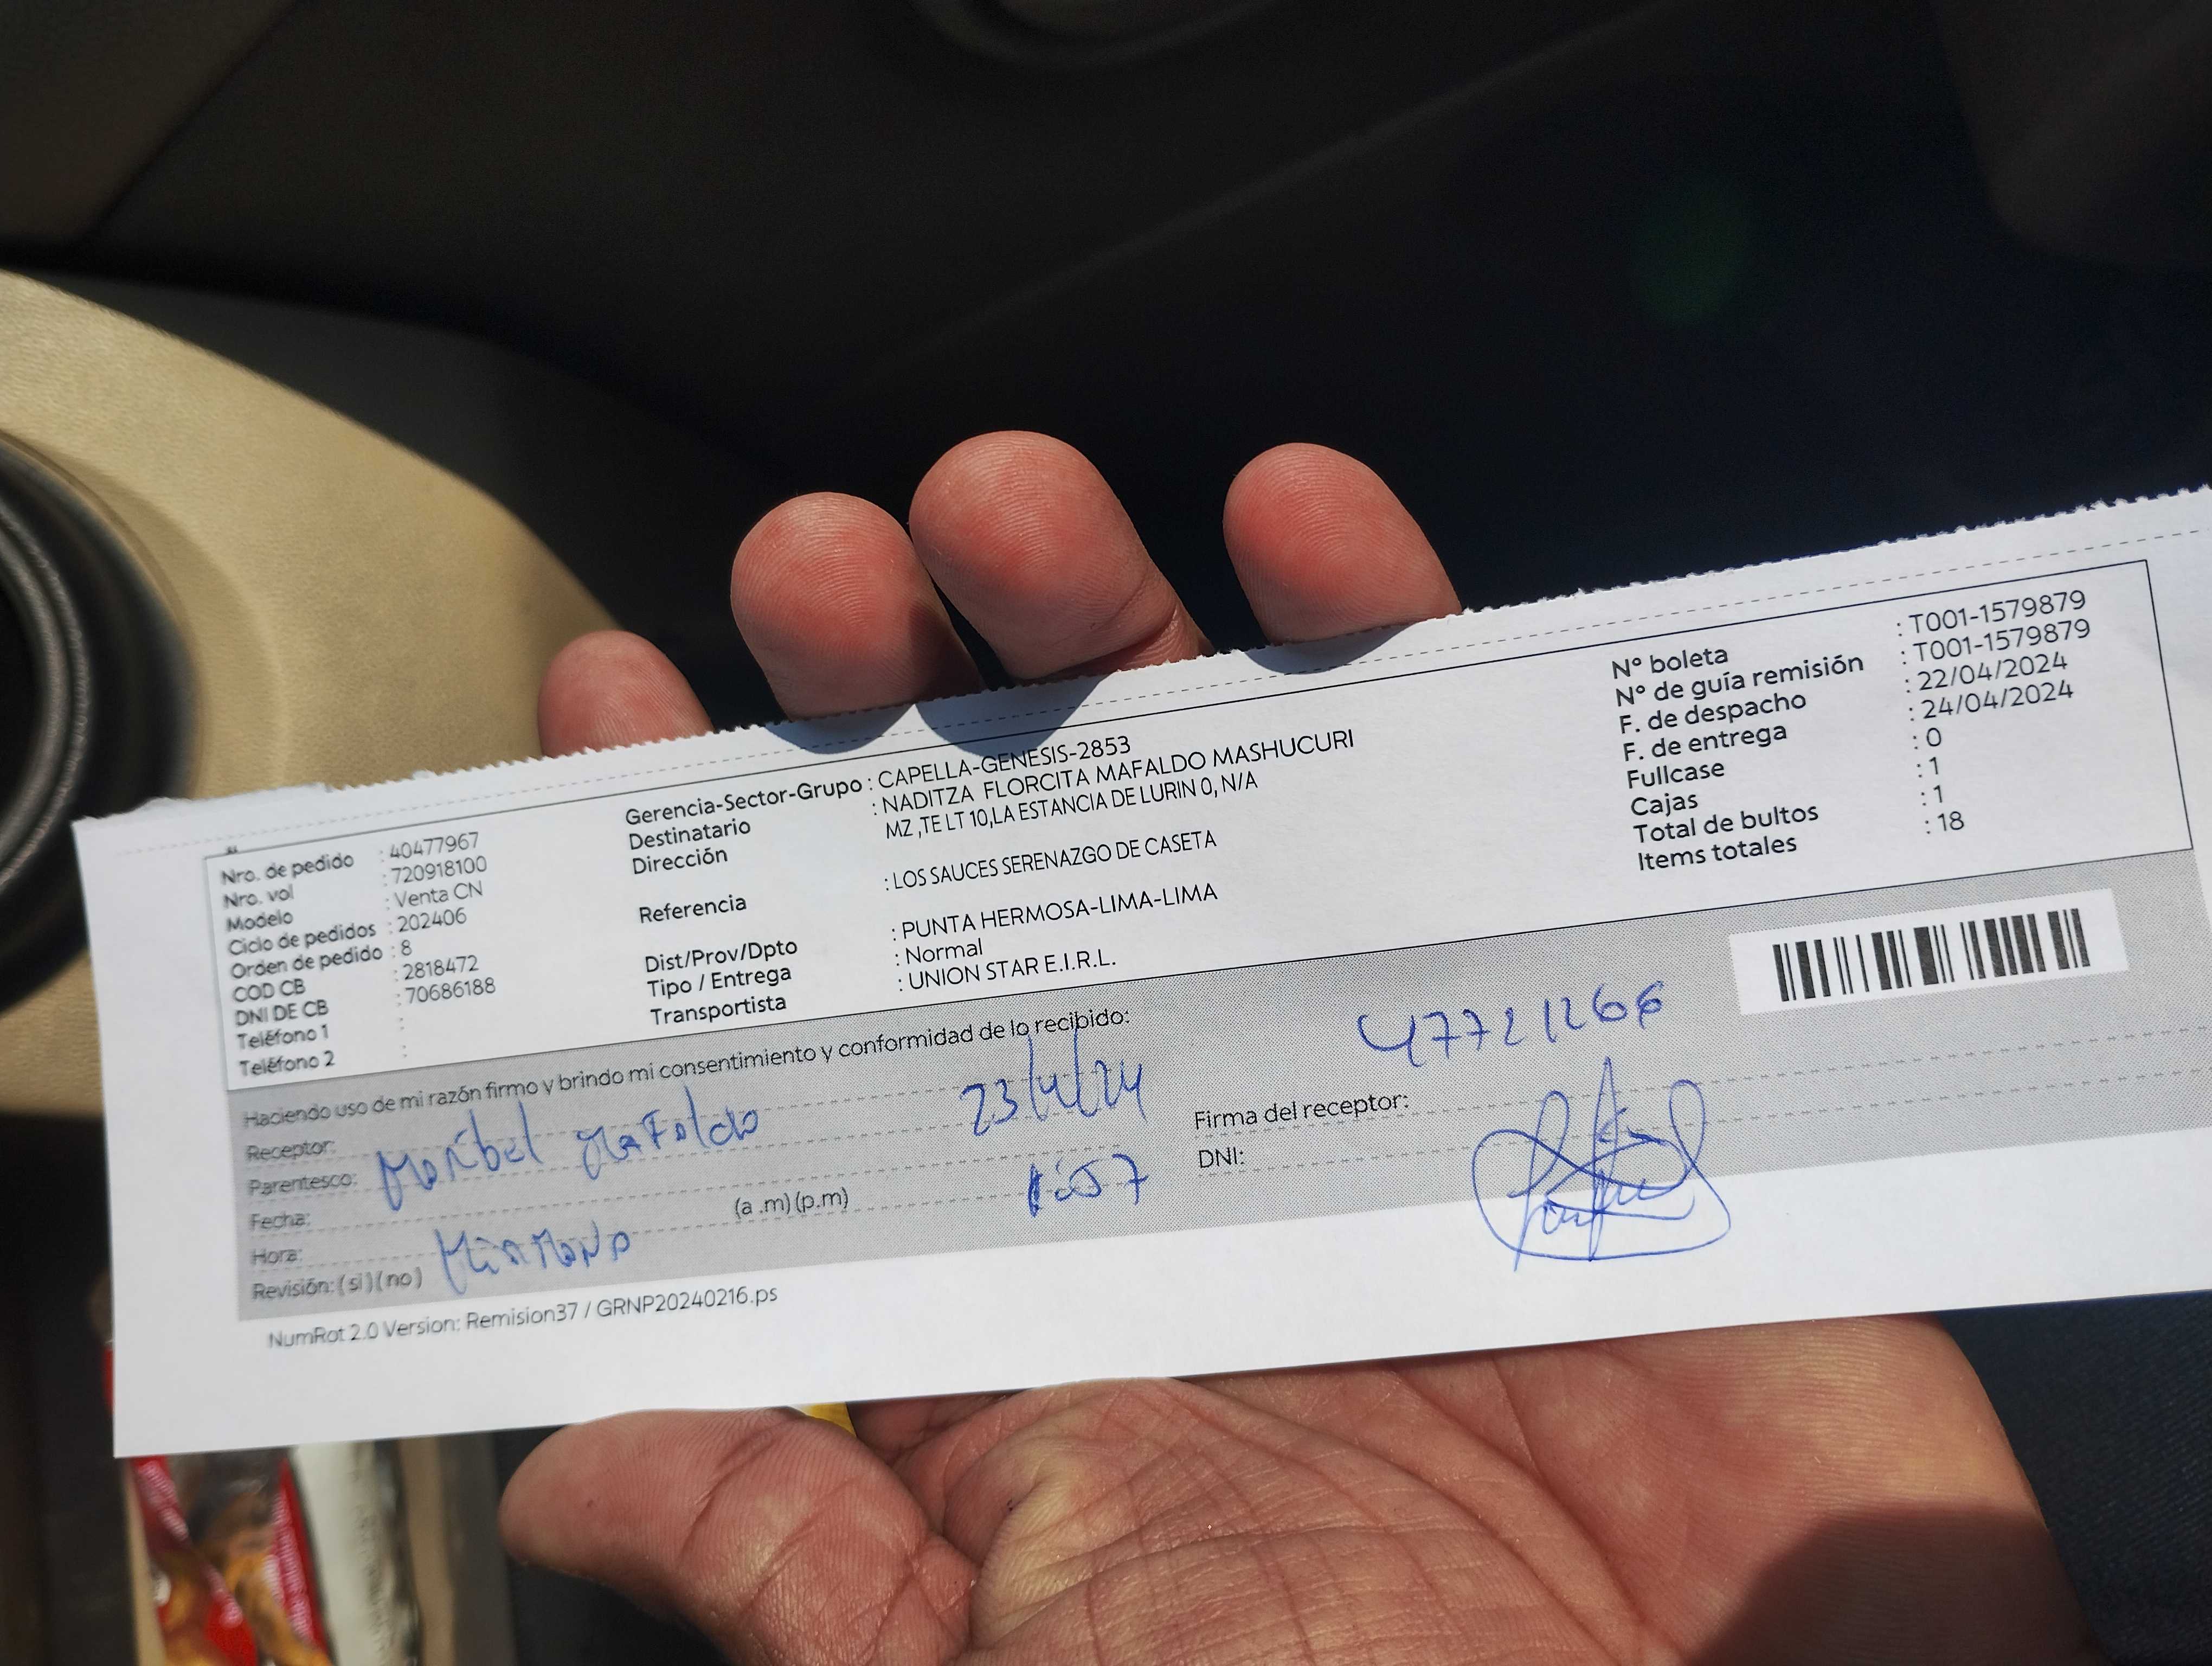 Nro. de pedido : 40477967
Nro. vol : 720918100
Modelo : Venta CN
Ciclo de pedidos : 202406
Orden de pedido : 8
COD CB : 2818472
DNI DE CB : 70686188
Teléfono 1 :
Teléfono 2 :
Gerencia-Sector-Grupo : CAPELLA-GENESIS-2853
Destinatario : NADITZA FLORCITA MAFALDO MASHUCURI
Dirección MZ ,TE LT 10,LA ESTANCIA DE LURIN 0, N/A
Referencia : LOS SAUCES SERENAZGO DE CASETA
Dist/Prov/Dpto : PUNTA HERMOSA-LIMA-LIMA
Tipo / Entrega : Normal
Transportista : UNION STAR E.I.R.L.
N° boleta : T001-1579879
N° de guía remisión : T001-1579879
F. de despacho : 22/04/2024
F. de entrega : 24/04/2024
Fullcase : 0
Cajas : 1
Total de bultos : 1
Items totales : 18
Haciendo uso de mi razón firmo y brindo mi consentimiento y conformidad de lo recibido:
Receptor: Maribel Mafaldo
Parentesco:
Fecha: 23/4/24
Hora: (a .m) (p.m) 1:57
Revisión: ( si ) ( no )
47721266
Firma del receptor:
DNI:
NumRot 2.0 Version: Remision37 / GRNP20240216.ps